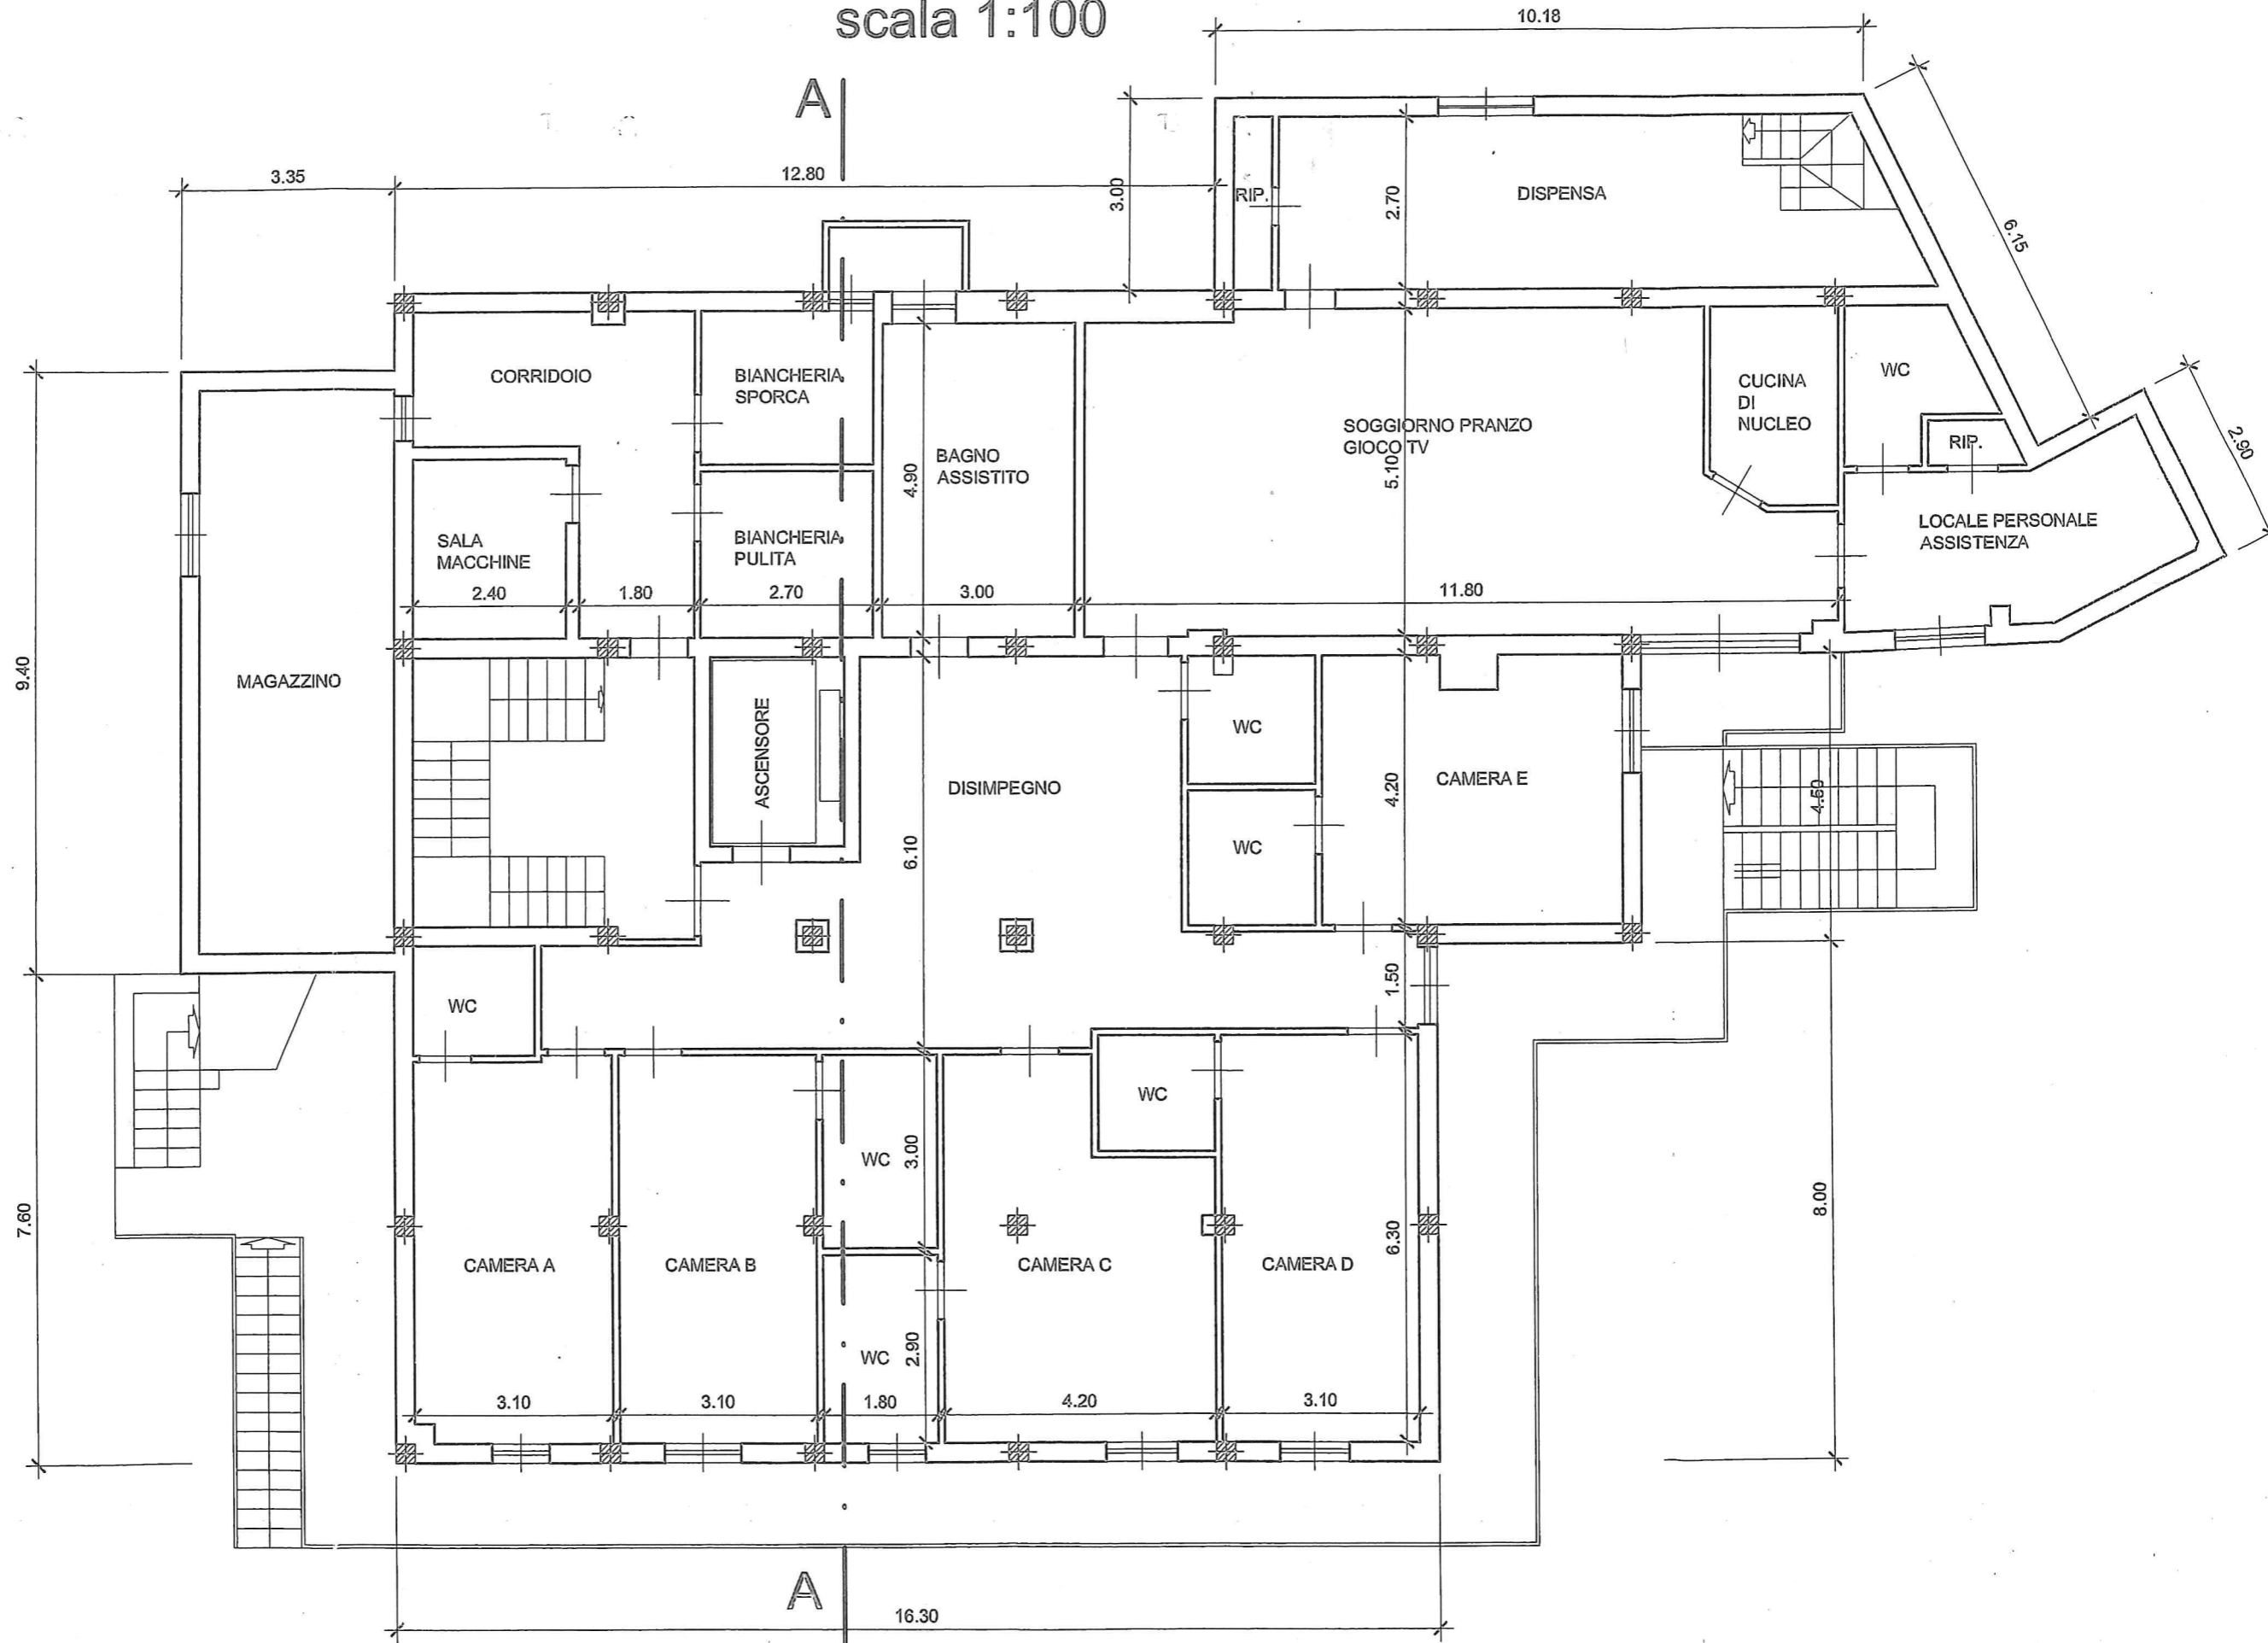 scala 1:100
10.18
A
3.35
12.80
3.00
RIP.
2.70
DISPENSA
6.15
CORRIDOIO
BIANCHERIA
SPORCA
WC
CUCINA
DI
NUCLEO
SOGGIORNO PRANZO
GIOCO TV
5.10
RIP.
2.90
BAGNO
ASSISTITO
4.90
LOCALE PERSONALE
ASSISTENZA
SALA
MACCHINE
BIANCHERIA
PULITA
2.40
1.80
2.70
3.00
11.80
9.40
MAGAZZINO
ASCENSORE
WC
DISIMPEGNO
CAMERA E
4.20
4.50
6.10
WC
1.50
WC
WC
WC
3.00
7.60
8.00
6.30
CAMERA A
CAMERA B
CAMERA C
CAMERA D
WC
2.90
3.10
3.10
1.80
4.20
3.10
A
16.30